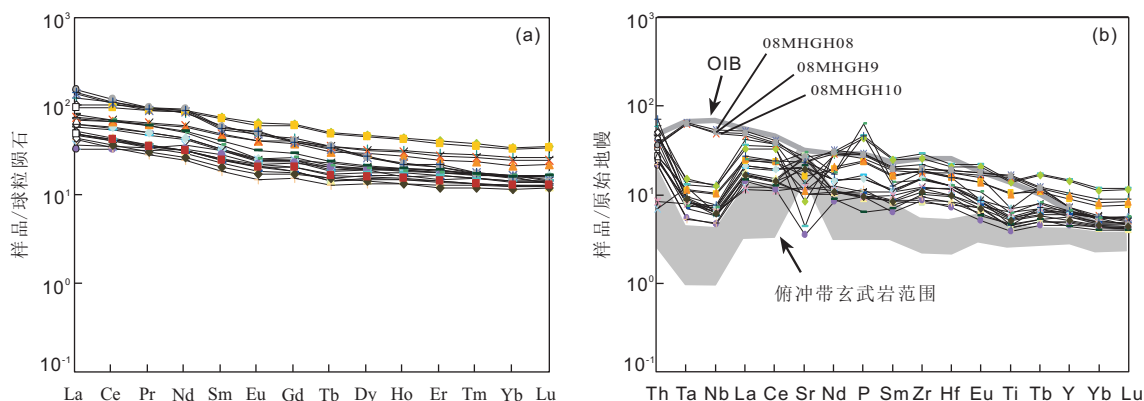 10³
10²
10¹
10⁰
10⁻¹
样品/球粒陨石
(a)
La Ce Pr Nd Sm Eu Gd Tb Dy Ho Er Tm Yb Lu
10³
10²
10¹
10⁰
10⁻¹
样品/原始地幔
(b)
08MHGH08
OIB
08MHGH9
08MHGH10
俯冲带玄武岩范围
Th Ta Nb La Ce Sr Nd P Sm Zr Hf Eu Ti Tb Y Yb Lu